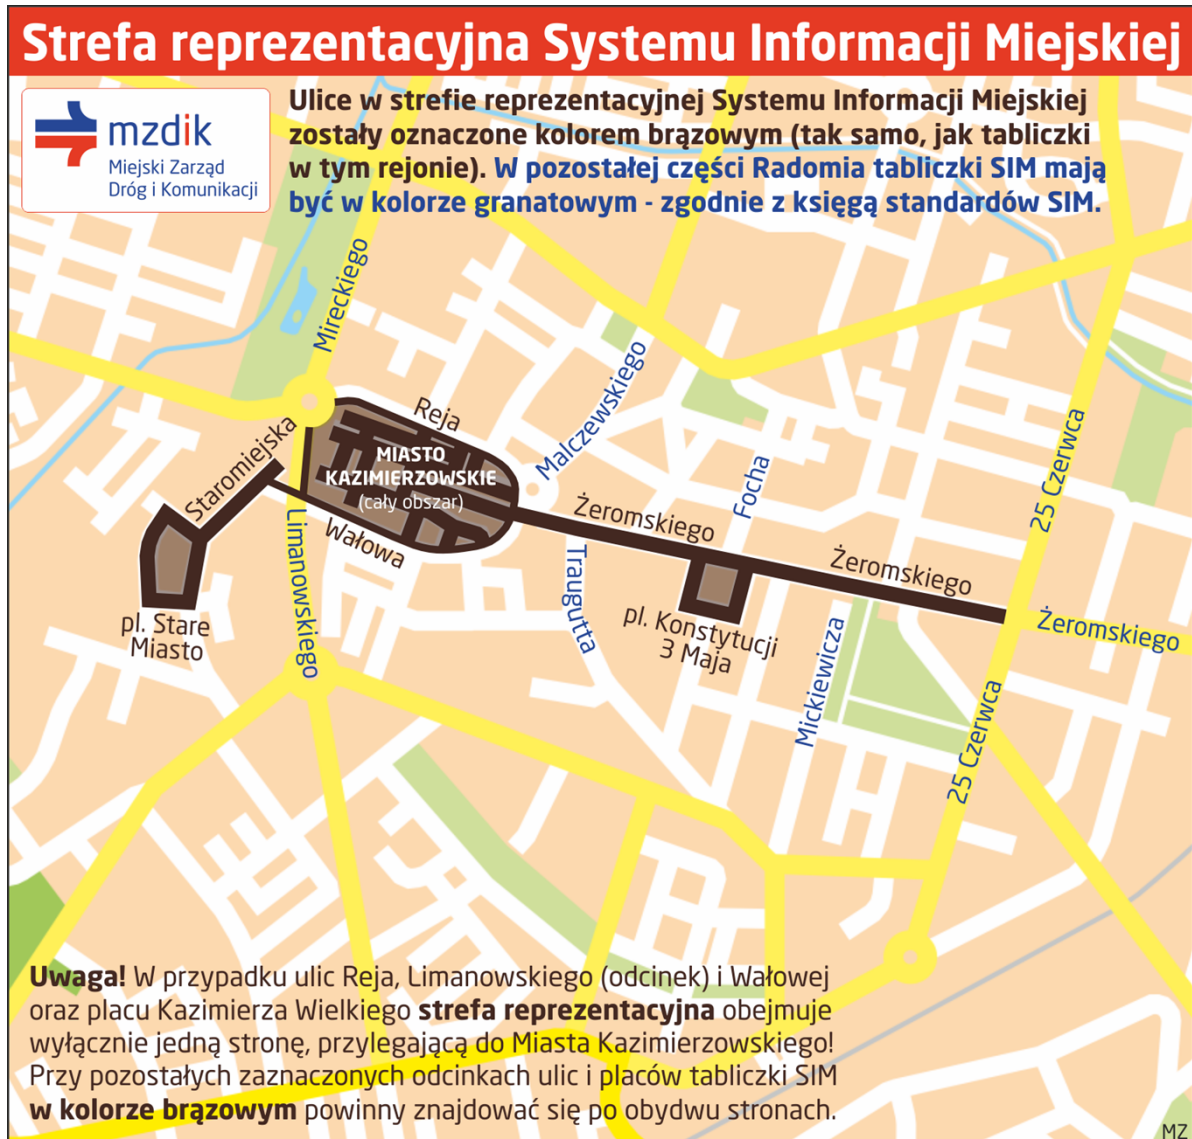 Strefa reprezentacyjna Systemu Informacji Miejskiej
mzdik
Miejski Zarząd
Dróg i Komunikacji
Ulice w strefie reprezentacyjnej Systemu Informacji Miejskiej
zostały oznaczone kolorem brązowym (tak samo, jak tabliczki
w tym rejonie). W pozostałej części Radomia tabliczki SIM mają
być w kolorze granatowym - zgodnie z księgą standardów SIM.
Mireckiego
Reja
Malczewskiego
Staromiejska
MIASTO
KAZIMIERZOWSKIE
(cały obszar)
Focha
25 Czerwca
Żeromskiego
Wałowa
Limanowskiego
Traugutta
Żeromskiego
Żeromskiego
pl. Stare
Miasto
pl. Konstytucji
3 Maja
Mickiewicza
25 Czerwca
Uwaga! W przypadku ulic Reja, Limanowskiego (odcinek) i Wałowej
oraz placu Kazimierza Wielkiego strefa reprezentacyjna obejmuje
wyłącznie jedną stronę, przylegającą do Miasta Kazimierzowskiego!
Przy pozostałych zaznaczonych odcinkach ulic i placów tabliczki SIM
w kolorze brązowym powinny znajdować się po obydwu stronach.
MZ